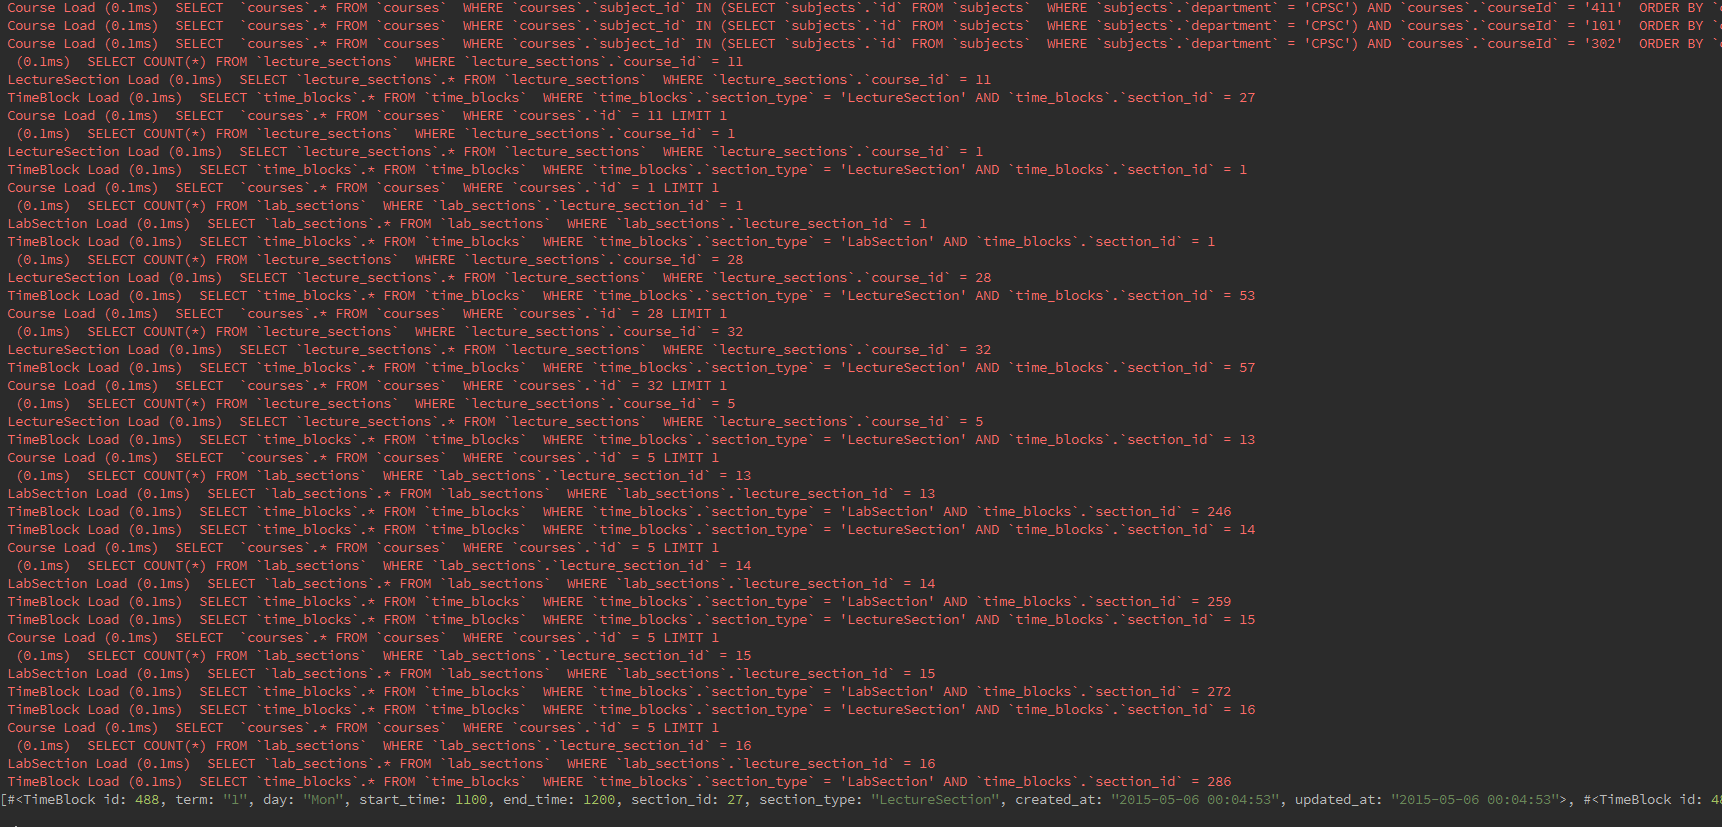 Course Load (0.1ms)  SELECT  `courses`.* FROM `courses`  WHERE `courses`.`subject_id` IN (SELECT `subjects`.`id` FROM `subjects`  WHERE `subjects`.`department` = 'CPSC') AND `courses`.`courseId` = '411'  ORDER BY
Course Load (0.1ms)  SELECT  `courses`.* FROM `courses`  WHERE `courses`.`subject_id` IN (SELECT `subjects`.`id` FROM `subjects`  WHERE `subjects`.`department` = 'CPSC') AND `courses`.`courseId` = '101'  ORDER BY
Course Load (0.1ms)  SELECT  `courses`.* FROM `courses`  WHERE `courses`.`subject_id` IN (SELECT `subjects`.`id` FROM `subjects`  WHERE `subjects`.`department` = 'CPSC') AND `courses`.`courseId` = '302'  ORDER BY
(0.1ms)  SELECT COUNT(*) FROM `lecture_sections`  WHERE `lecture_sections`.`course_id` = 11
LectureSection Load (0.1ms)  SELECT `lecture_sections`.* FROM `lecture_sections`  WHERE `lecture_sections`.`course_id` = 11
TimeBlock Load (0.1ms)  SELECT `time_blocks`.* FROM `time_blocks`  WHERE `time_blocks`.`section_type` = 'LectureSection' AND `time_blocks`.`section_id` = 27
Course Load (0.1ms)  SELECT  `courses`.* FROM `courses`  WHERE `courses`.`id` = 11 LIMIT 1
(0.1ms)  SELECT COUNT(*) FROM `lecture_sections`  WHERE `lecture_sections`.`course_id` = 1
LectureSection Load (0.1ms)  SELECT `lecture_sections`.* FROM `lecture_sections`  WHERE `lecture_sections`.`course_id` = 1
TimeBlock Load (0.1ms)  SELECT `time_blocks`.* FROM `time_blocks`  WHERE `time_blocks`.`section_type` = 'LectureSection' AND `time_blocks`.`section_id` = 1
Course Load (0.1ms)  SELECT  `courses`.* FROM `courses`  WHERE `courses`.`id` = 1 LIMIT 1
(0.1ms)  SELECT COUNT(*) FROM `lab_sections`  WHERE `lab_sections`.`lecture_section_id` = 1
LabSection Load (0.1ms)  SELECT `lab_sections`.* FROM `lab_sections`  WHERE `lab_sections`.`lecture_section_id` = 1
TimeBlock Load (0.1ms)  SELECT `time_blocks`.* FROM `time_blocks`  WHERE `time_blocks`.`section_type` = 'LabSection' AND `time_blocks`.`section_id` = 1
(0.1ms)  SELECT COUNT(*) FROM `lecture_sections`  WHERE `lecture_sections`.`course_id` = 28
LectureSection Load (0.1ms)  SELECT `lecture_sections`.* FROM `lecture_sections`  WHERE `lecture_sections`.`course_id` = 28
TimeBlock Load (0.1ms)  SELECT `time_blocks`.* FROM `time_blocks`  WHERE `time_blocks`.`section_type` = 'LectureSection' AND `time_blocks`.`section_id` = 53
Course Load (0.1ms)  SELECT  `courses`.* FROM `courses`  WHERE `courses`.`id` = 28 LIMIT 1
(0.1ms)  SELECT COUNT(*) FROM `lecture_sections`  WHERE `lecture_sections`.`course_id` = 32
LectureSection Load (0.1ms)  SELECT `lecture_sections`.* FROM `lecture_sections`  WHERE `lecture_sections`.`course_id` = 32
TimeBlock Load (0.1ms)  SELECT `time_blocks`.* FROM `time_blocks`  WHERE `time_blocks`.`section_type` = 'LectureSection' AND `time_blocks`.`section_id` = 57
Course Load (0.1ms)  SELECT  `courses`.* FROM `courses`  WHERE `courses`.`id` = 32 LIMIT 1
(0.1ms)  SELECT COUNT(*) FROM `lecture_sections`  WHERE `lecture_sections`.`course_id` = 5
LectureSection Load (0.1ms)  SELECT `lecture_sections`.* FROM `lecture_sections`  WHERE `lecture_sections`.`course_id` = 5
TimeBlock Load (0.1ms)  SELECT `time_blocks`.* FROM `time_blocks`  WHERE `time_blocks`.`section_type` = 'LectureSection' AND `time_blocks`.`section_id` = 13
Course Load (0.1ms)  SELECT  `courses`.* FROM `courses`  WHERE `courses`.`id` = 5 LIMIT 1
(0.1ms)  SELECT COUNT(*) FROM `lab_sections`  WHERE `lab_sections`.`lecture_section_id` = 13
LabSection Load (0.1ms)  SELECT `lab_sections`.* FROM `lab_sections`  WHERE `lab_sections`.`lecture_section_id` = 13
TimeBlock Load (0.1ms)  SELECT `time_blocks`.* FROM `time_blocks`  WHERE `time_blocks`.`section_type` = 'LabSection' AND `time_blocks`.`section_id` = 246
TimeBlock Load (0.1ms)  SELECT `time_blocks`.* FROM `time_blocks`  WHERE `time_blocks`.`section_type` = 'LectureSection' AND `time_blocks`.`section_id` = 14
Course Load (0.1ms)  SELECT  `courses`.* FROM `courses`  WHERE `courses`.`id` = 5 LIMIT 1
(0.1ms)  SELECT COUNT(*) FROM `lab_sections`  WHERE `lab_sections`.`lecture_section_id` = 14
LabSection Load (0.1ms)  SELECT `lab_sections`.* FROM `lab_sections`  WHERE `lab_sections`.`lecture_section_id` = 14
TimeBlock Load (0.1ms)  SELECT `time_blocks`.* FROM `time_blocks`  WHERE `time_blocks`.`section_type` = 'LabSection' AND `time_blocks`.`section_id` = 259
TimeBlock Load (0.1ms)  SELECT `time_blocks`.* FROM `time_blocks`  WHERE `time_blocks`.`section_type` = 'LectureSection' AND `time_blocks`.`section_id` = 15
Course Load (0.1ms)  SELECT  `courses`.* FROM `courses`  WHERE `courses`.`id` = 5 LIMIT 1
(0.1ms)  SELECT COUNT(*) FROM `lab_sections`  WHERE `lab_sections`.`lecture_section_id` = 15
LabSection Load (0.1ms)  SELECT `lab_sections`.* FROM `lab_sections`  WHERE `lab_sections`.`lecture_section_id` = 15
TimeBlock Load (0.1ms)  SELECT `time_blocks`.* FROM `time_blocks`  WHERE `time_blocks`.`section_type` = 'LabSection' AND `time_blocks`.`section_id` = 272
TimeBlock Load (0.1ms)  SELECT `time_blocks`.* FROM `time_blocks`  WHERE `time_blocks`.`section_type` = 'LectureSection' AND `time_blocks`.`section_id` = 16
Course Load (0.1ms)  SELECT  `courses`.* FROM `courses`  WHERE `courses`.`id` = 5 LIMIT 1
(0.1ms)  SELECT COUNT(*) FROM `lab_sections`  WHERE `lab_sections`.`lecture_section_id` = 16
LabSection Load (0.1ms)  SELECT `lab_sections`.* FROM `lab_sections`  WHERE `lab_sections`.`lecture_section_id` = 16
TimeBlock Load (0.1ms)  SELECT `time_blocks`.* FROM `time_blocks`  WHERE `time_blocks`.`section_type` = 'LabSection' AND `time_blocks`.`section_id` = 286
[#<TimeBlock id: 488, term: "1", day: "Mon", start_time: 1100, end_time: 1200, section_id: 27, section_type: "LectureSection", created_at: "2015-05-06 00:04:53", updated_at: "2015-05-06 00:04:53">, #<TimeBlock id: